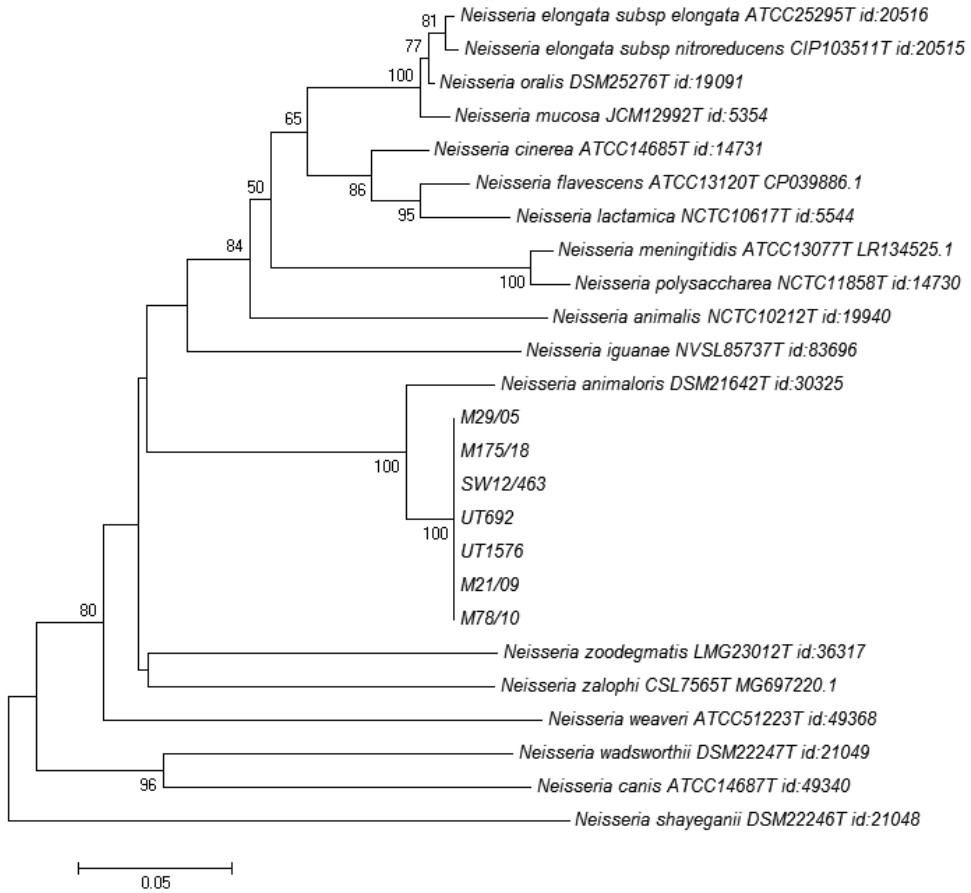 81
Neisseria elongata subsp elongata ATCC25295T id:20516
77
Neisseria elongata subsp nitroreducens CIP103511T id:20515
100
Neisseria oralis DSM25276T id:19091
65
Neisseria mucosa JCM12992T id:5354
Neisseria cinerea ATCC14685T id:14731
50
86
Neisseria flavescens ATCC13120T CP039886.1
95
Neisseria lactamica NCTC10617T id:5544
84
Neisseria meningitidis ATCC13077T LR134525.1
100
Neisseria polysaccharea NCTC11858T id:14730
Neisseria animalis NCTC10212T id:19940
Neisseria iguanae NVSL85737T id:83696
Neisseria animaloris DSM21642T id:30325
M29/05
M175/18
100
SW12/463
UT692
100
UT1576
M21/09
80
M78/10
Neisseria zoodegmatis LMG23012T id:36317
Neisseria zalophi CSL7565T MG697220.1
Neisseria weaveri ATCC51223T id:49368
Neisseria wadsworthii DSM22247T id:21049
96
Neisseria canis ATCC14687T id:49340
Neisseria shayeganii DSM22246T id:21048
0.05